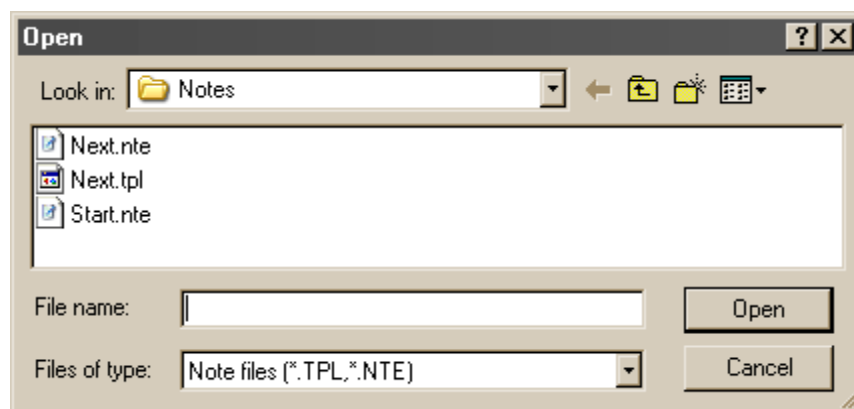 Open
Look in: Notes
Next.nte
Next.tpl
Start.nte
File name: Open
Files of type: Note files (*.TPL,*.NTE) Cancel